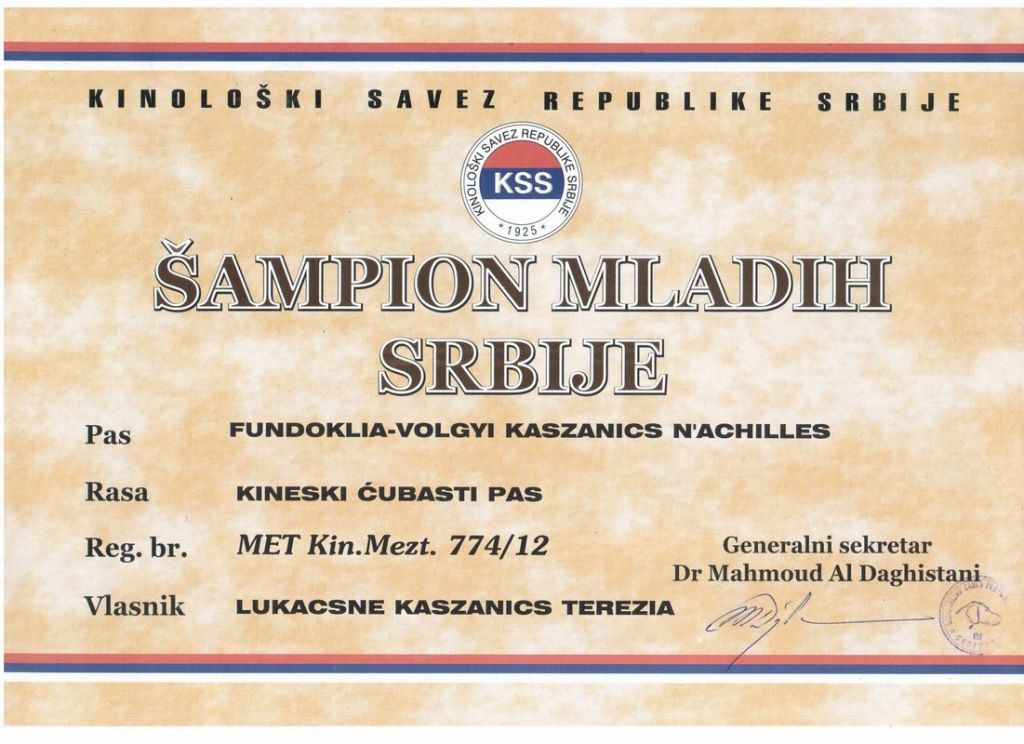 KINOLOŠKI SAVEZ REPUBLIKE SRBIJE
KINOLOŠKI SAVEZ REPUBLIKE SRBIJE
KSS
* 1925 *
ŠAMPION MLADIH
SRBIJE
Pas FUNDOKLIA-VOLGYI KASZANICS N'ACHILLES
Rasa KINESKI ĆUBASTI PAS
Reg. br. MET Kin.Mezt. 774/12
Generalni sekretar
Dr Mahmoud Al Daghistani
Vlasnik LUKACSNE KASZANICS TEREZIA